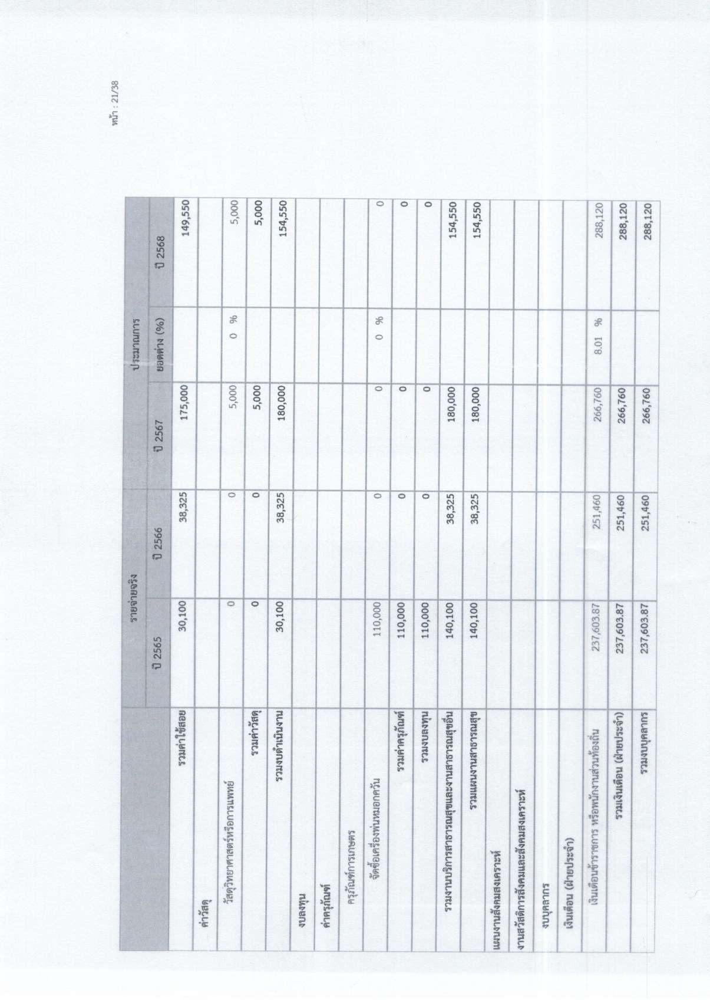 หน้า : 21/38
รายจ่ายจริง ประมาณการ
ปี 2565 ปี 2566 ปี 2567 ยอดต่าง (%) ปี 2568
รวมค่าใช้สอย 30,100 38,325 175,000 149,550
ค่าวัสดุ
วัสดุวิทยาศาสตร์หรือการแพทย์ 0 0 5,000 0 % 5,000
รวมค่าวัสดุ 0 0 5,000 5,000
รวมงบดำเนินงาน 30,100 38,325 180,000 154,550
งบลงทุน
ค่าครุภัณฑ์
ครุภัณฑ์การเกษตร
จัดซื้อเครื่องพ่นหมอกควัน 110,000 0 0 0 % 0
รวมค่าครุภัณฑ์ 110,000 0 0 0
รวมงบลงทุน 110,000 0 0 0
รวมงานบริการสาธารณสุขและงานสาธารณสุขอื่น 140,100 38,325 180,000 154,550
รวมแผนงานสาธารณสุข 140,100 38,325 180,000 154,550
แผนงานสังคมสงเคราะห์
งานสวัสดิการสังคมและสังคมสงเคราะห์
งบบุคลากร
เงินเดือน (ฝ่ายประจำ)
เงินเดือนข้าราชการ หรือพนักงานส่วนท้องถิ่น 237,603.87 251,460 266,760 8.01 % 288,120
รวมเงินเดือน (ฝ่ายประจำ) 237,603.87 251,460 266,760 288,120
รวมงบบุคลากร 237,603.87 251,460 266,760 288,120